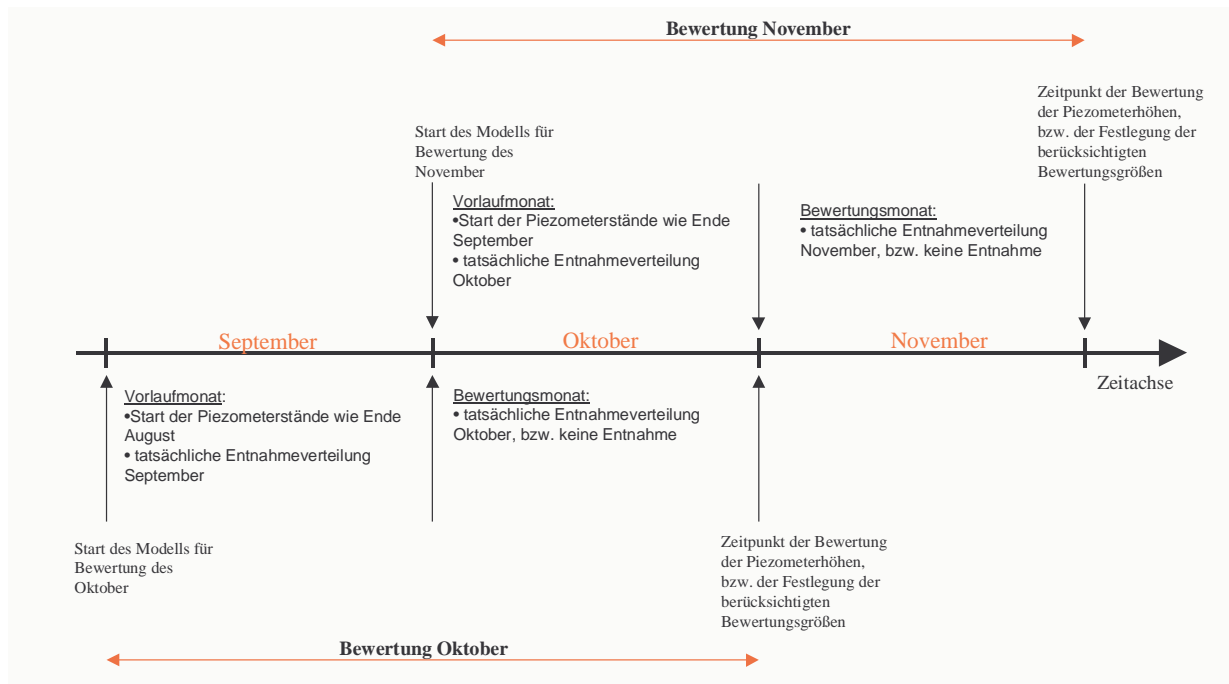 Bewertung November
Zeitpunkt der Bewertung
der Piezometerhöhen,
bzw. der Festlegung der
berücksichtigten
Bewertungsgrößen
Start des Modells für
Bewertung des
November
Vorlaufmonat:
•Start der Piezometerstände wie Ende
September
• tatsächliche Entnahmeverteilung
Oktober
Bewertungsmonat:
• tatsächliche Entnahmeverteilung
November, bzw. keine Entnahme
September
Oktober
November
Zeitachse
Vorlaufmonat:
•Start der Piezometerstände wie Ende
August
• tatsächliche Entnahmeverteilung
September
Bewertungsmonat:
• tatsächliche Entnahmeverteilung
Oktober, bzw. keine Entnahme
Start des Modells für
Bewertung des
Oktober
Zeitpunkt der Bewertung
der Piezometerhöhen,
bzw. der Festlegung der
berücksichtigten
Bewertungsgrößen
Bewertung Oktober